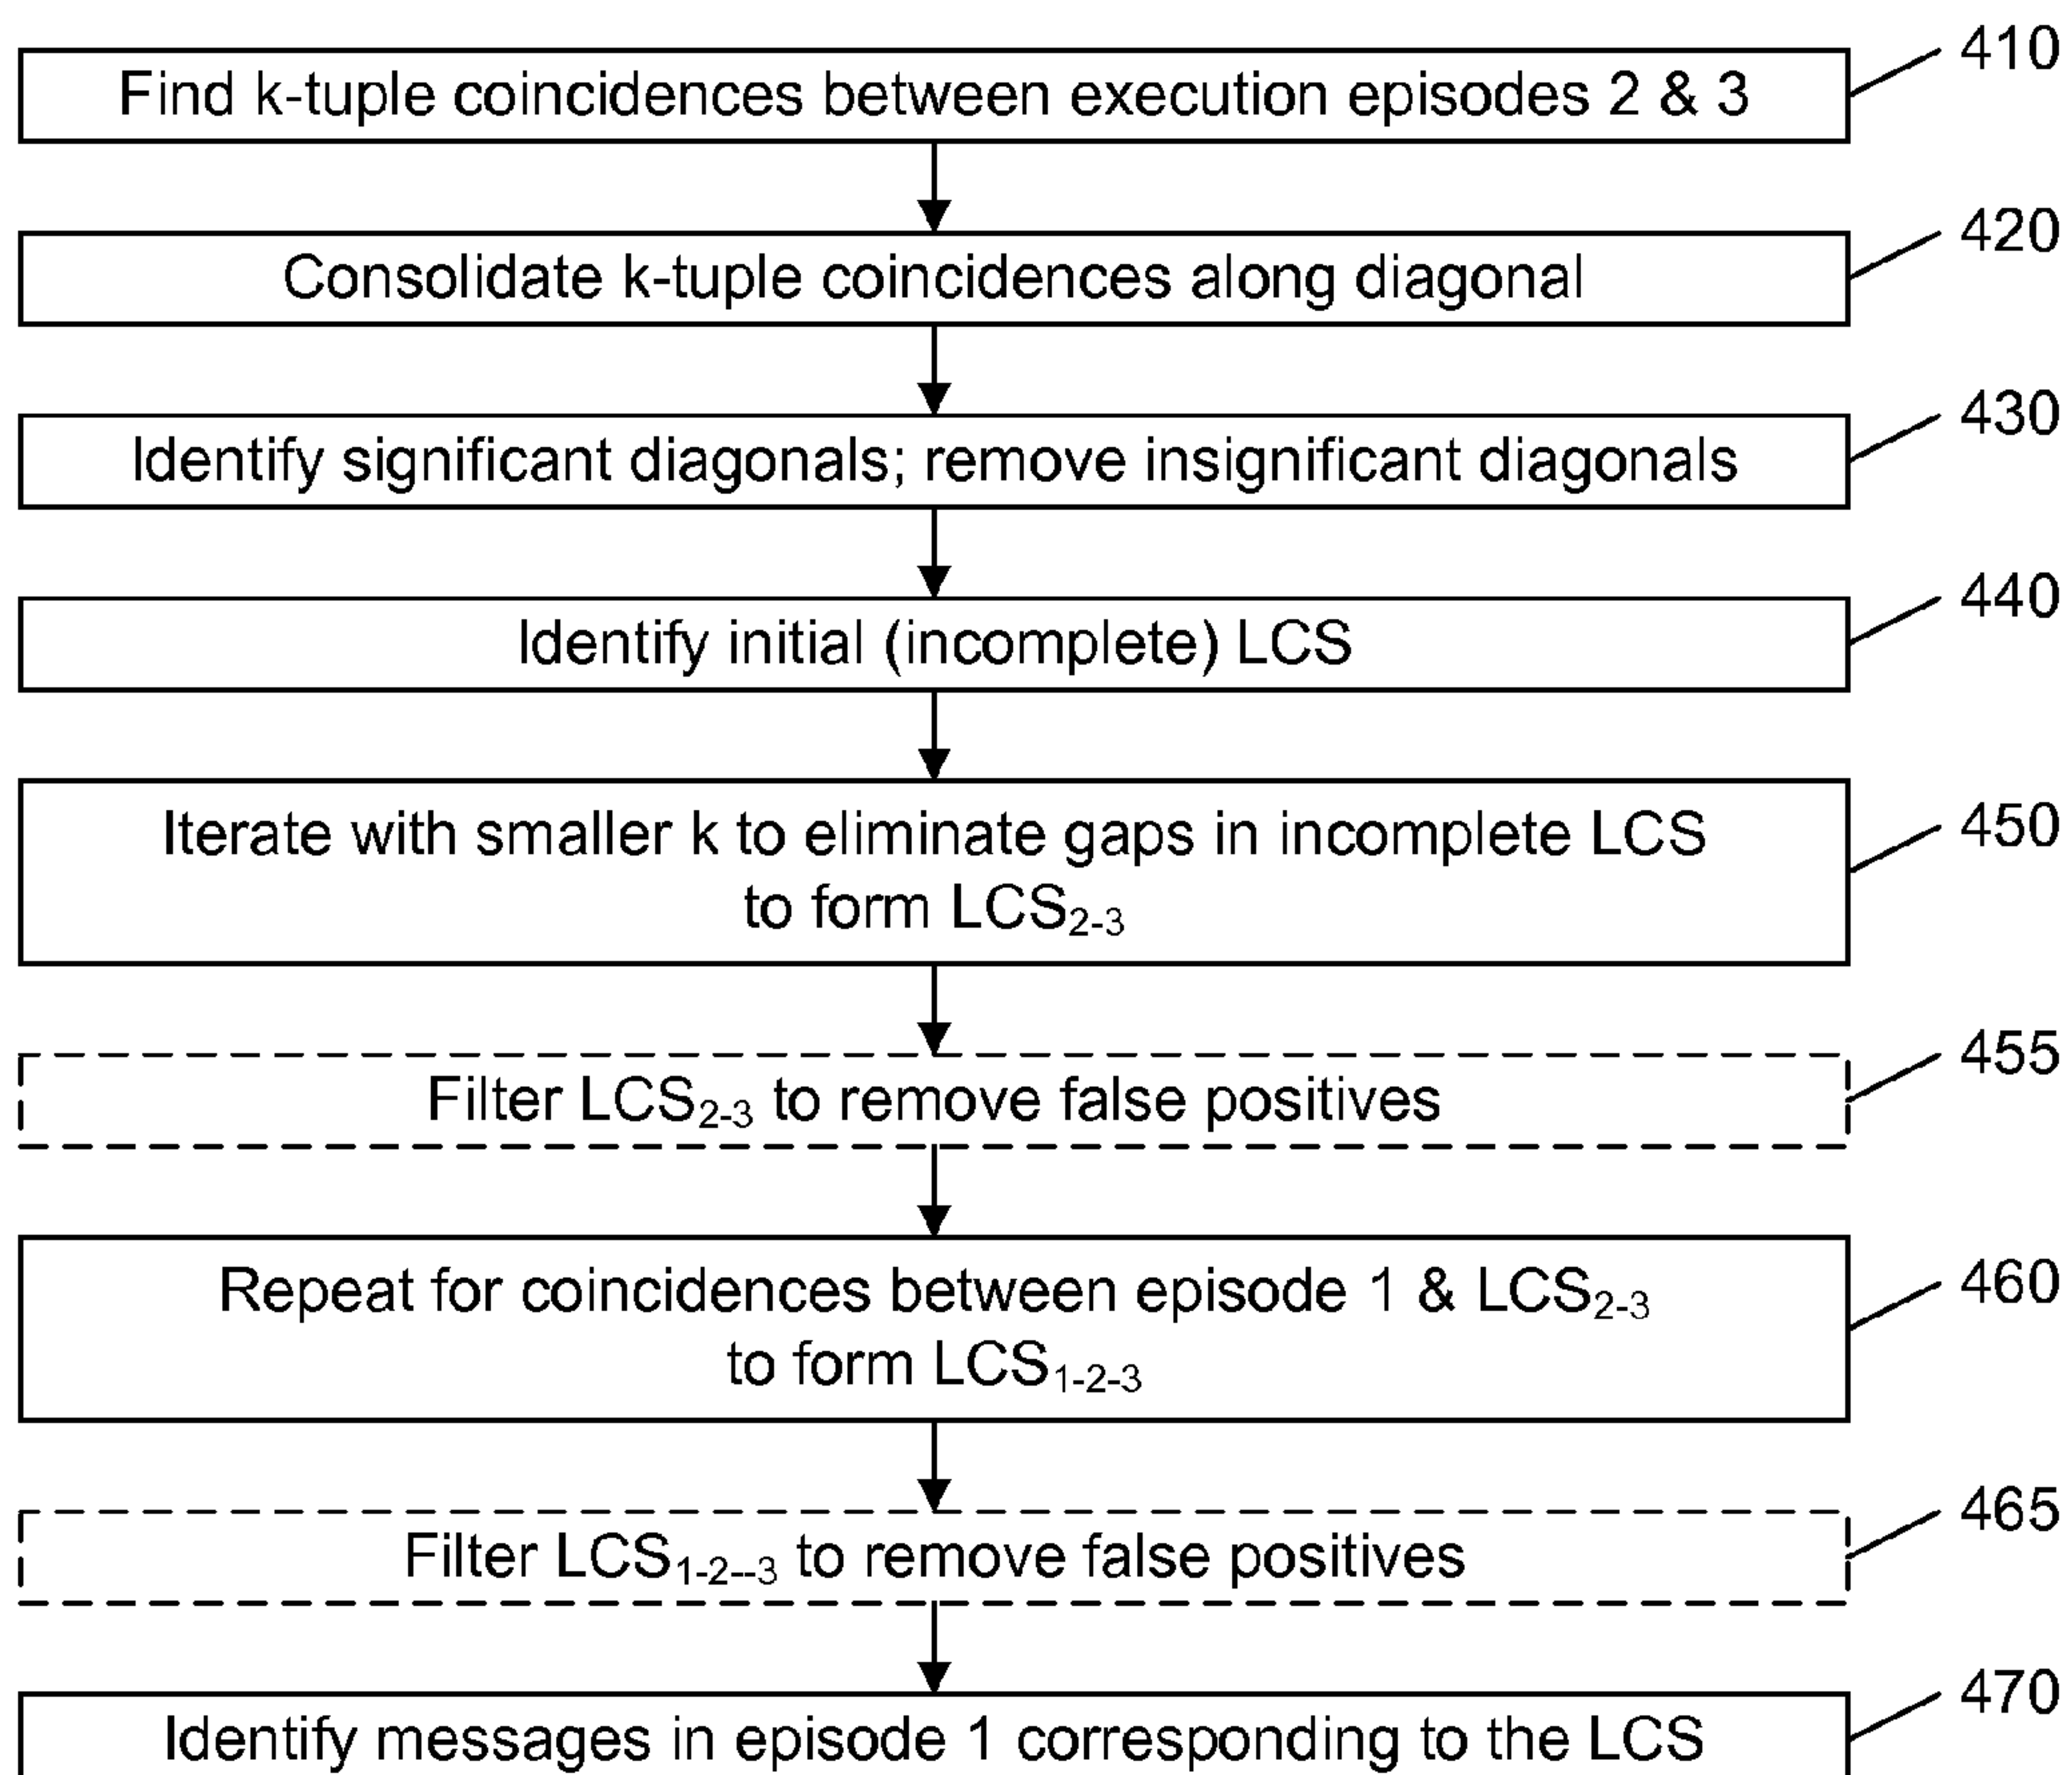 410
Find k-tuple coincidences between execution episodes 2 & 3
420
Consolidate k-tuple coincidences along diagonal
430
Identify significant diagonals; remove insignificant diagonals
440
Identify initial (incomplete) LCS
450
Iterate with smaller k to eliminate gaps in incomplete LCS
to form LCS2-3
455
Filter LCS2-3 to remove false positives
460
Repeat for coincidences between episode 1 & LCS2-3
to form LCS1-2-3
465
Filter LCS1-2--3 to remove false positives
470
Identify messages in episode 1 corresponding to the LCS